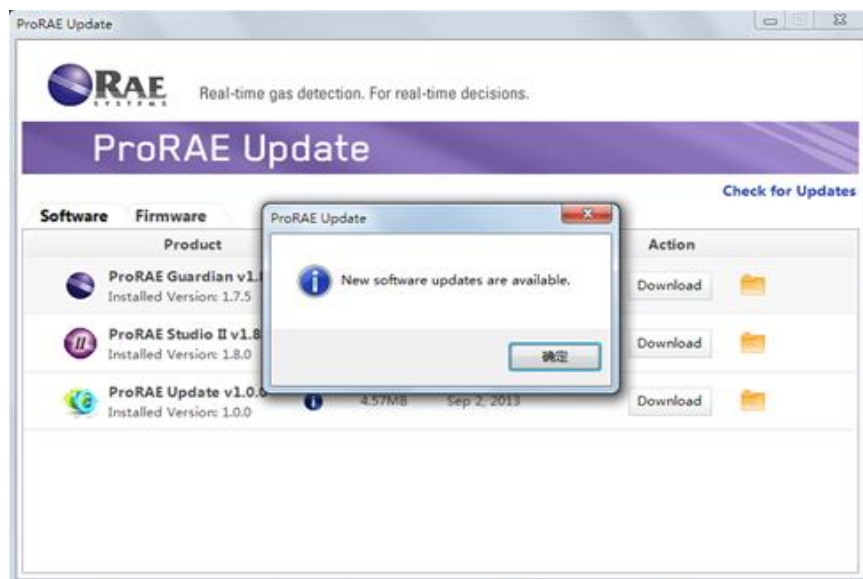 ProRAE Update
RAE
SYSTEMS
Real-time gas detection. For real-time decisions.
ProRAE Update
Check for Updates
Software Firmware
Product Action
ProRAE Guardian v1.
Installed Version: 1.7.5
Download
ProRAE Studio II v1.8
Installed Version: 1.8.0
Download
ProRAE Update v1.0.0
Installed Version: 1.0.0
4.57MB Sep 2, 2013
Download
ProRAE Update
New software updates are available.
确定